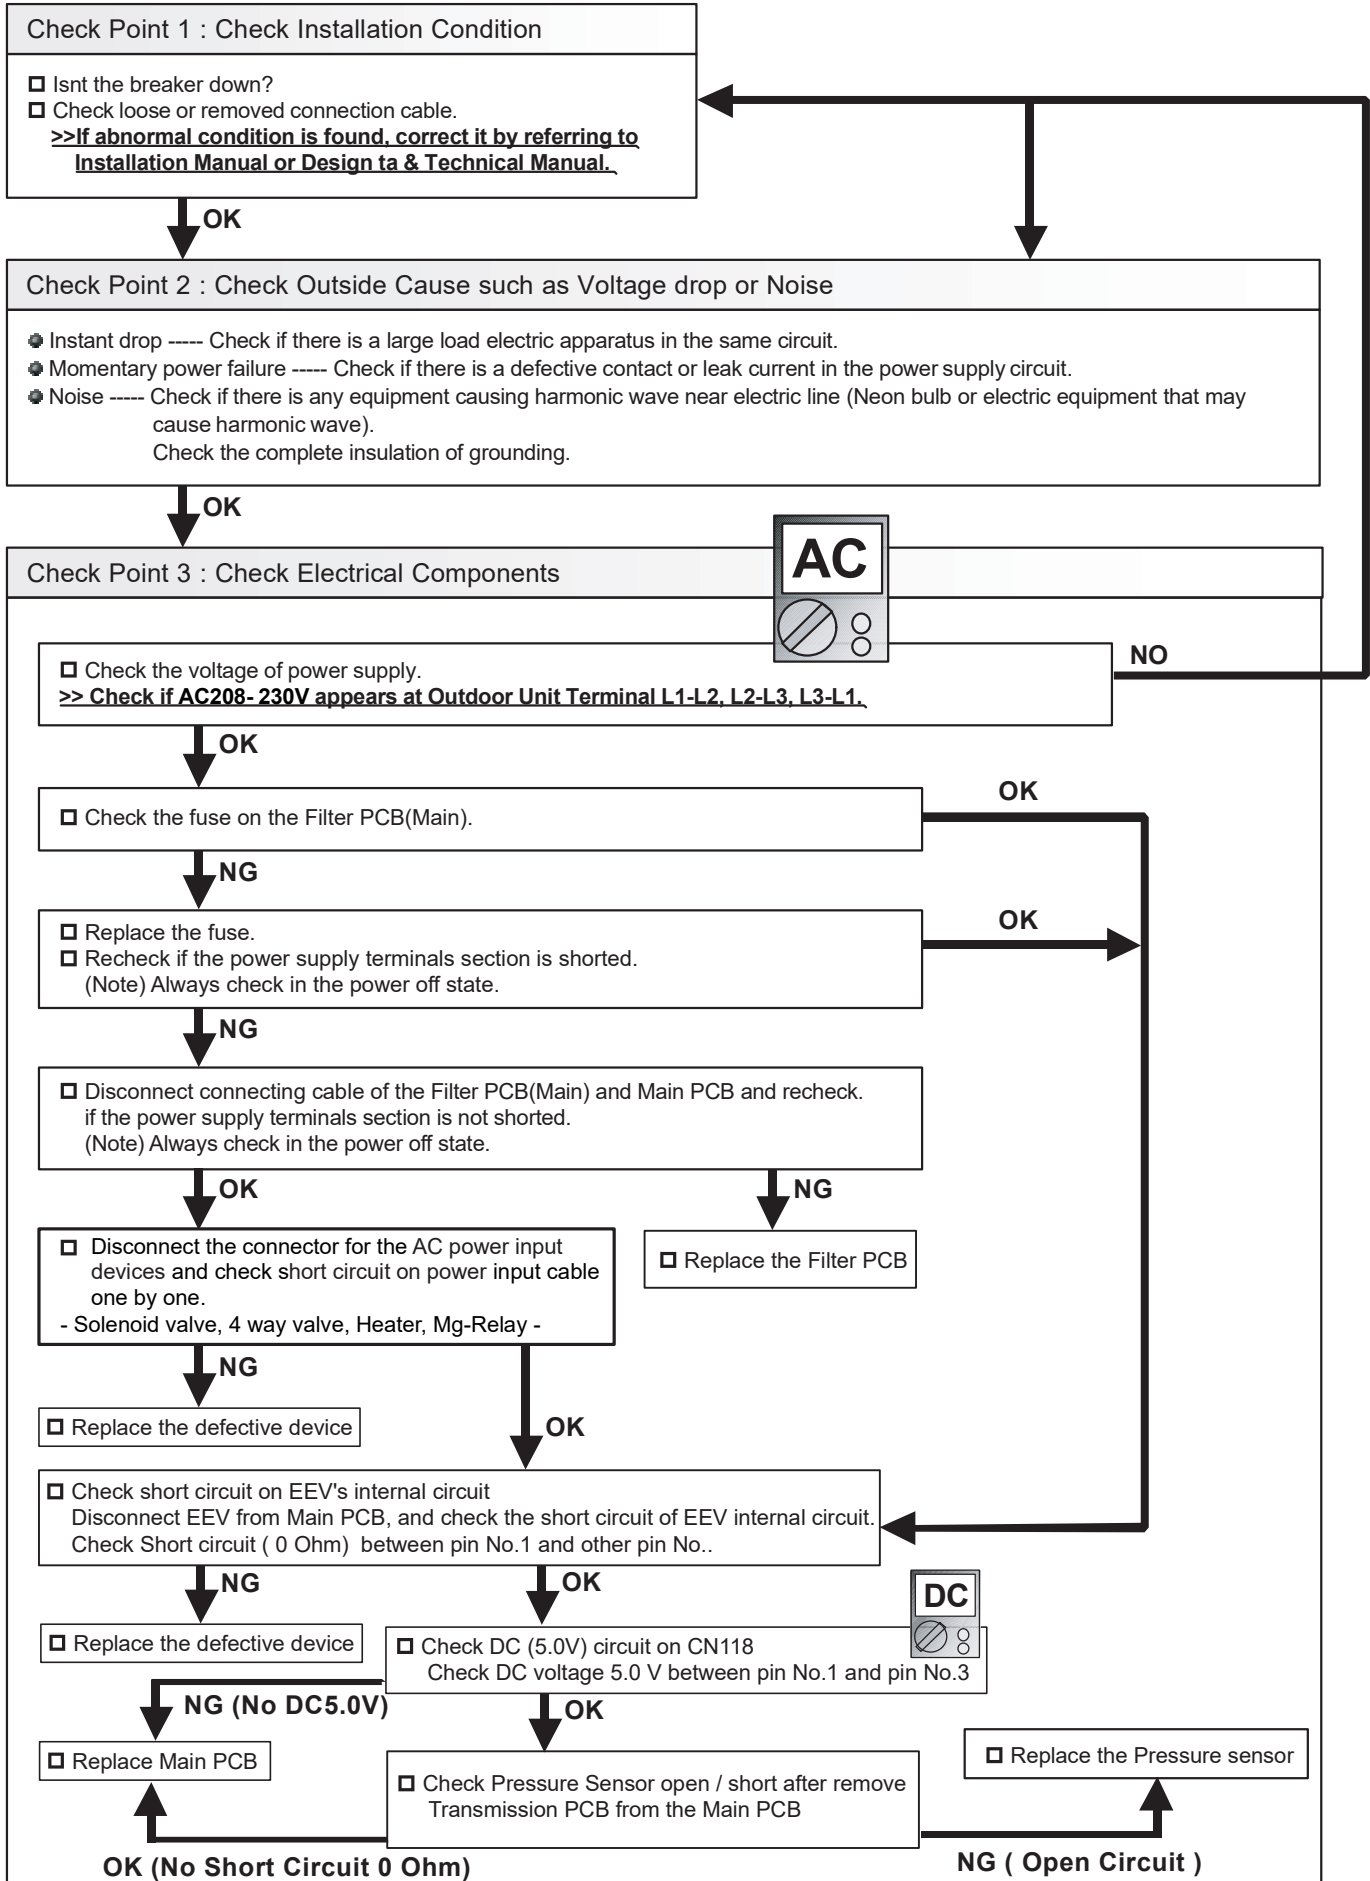 Check Point 1 : Check Installation Condition
Isnt the breaker down?
Check loose or removed connection cable.
>>If abnormal condition is found, correct it by referring to
Installation Manual or Design ta & Technical Manual.
OK
Check Point 2 : Check Outside Cause such as Voltage drop or Noise
Instant drop ----- Check if there is a large load electric apparatus in the same circuit.
Momentary power failure ----- Check if there is a defective contact or leak current in the power supply circuit.
Noise ----- Check if there is any equipment causing harmonic wave near electric line (Neon bulb or electric equipment that may
cause harmonic wave).
Check the complete insulation of grounding.
OK
Check Point 3 : Check Electrical Components
AC
Check the voltage of power supply.
>> Check if AC208- 230V appears at Outdoor Unit Terminal L1-L2, L2-L3, L3-L1.
NO
OK
Check the fuse on the Filter PCB(Main).
OK
NG
Replace the fuse.
Recheck if the power supply terminals section is shorted.
(Note) Always check in the power off state.
OK
NG
Disconnect connecting cable of the Filter PCB(Main) and Main PCB and recheck.
if the power supply terminals section is not shorted.
(Note) Always check in the power off state.
OK
NG
Disconnect the connector for the AC power input
devices and check short circuit on power input cable
one by one.
- Solenoid valve, 4 way valve, Heater, Mg-Relay -
Replace the Filter PCB
NG
OK
Replace the defective device
Check short circuit on EEV's internal circuit
Disconnect EEV from Main PCB, and check the short circuit of EEV internal circuit.
Check Short circuit ( 0 Ohm) between pin No.1 and other pin No..
NG
OK
DC
Replace the defective device
Check DC (5.0V) circuit on CN118
Check DC voltage 5.0 V between pin No.1 and pin No.3
NG (No DC5.0V)
OK
Replace Main PCB
Check Pressure Sensor open / short after remove
Transmission PCB from the Main PCB
Replace the Pressure sensor
OK (No Short Circuit 0 Ohm)
NG ( Open Circuit )